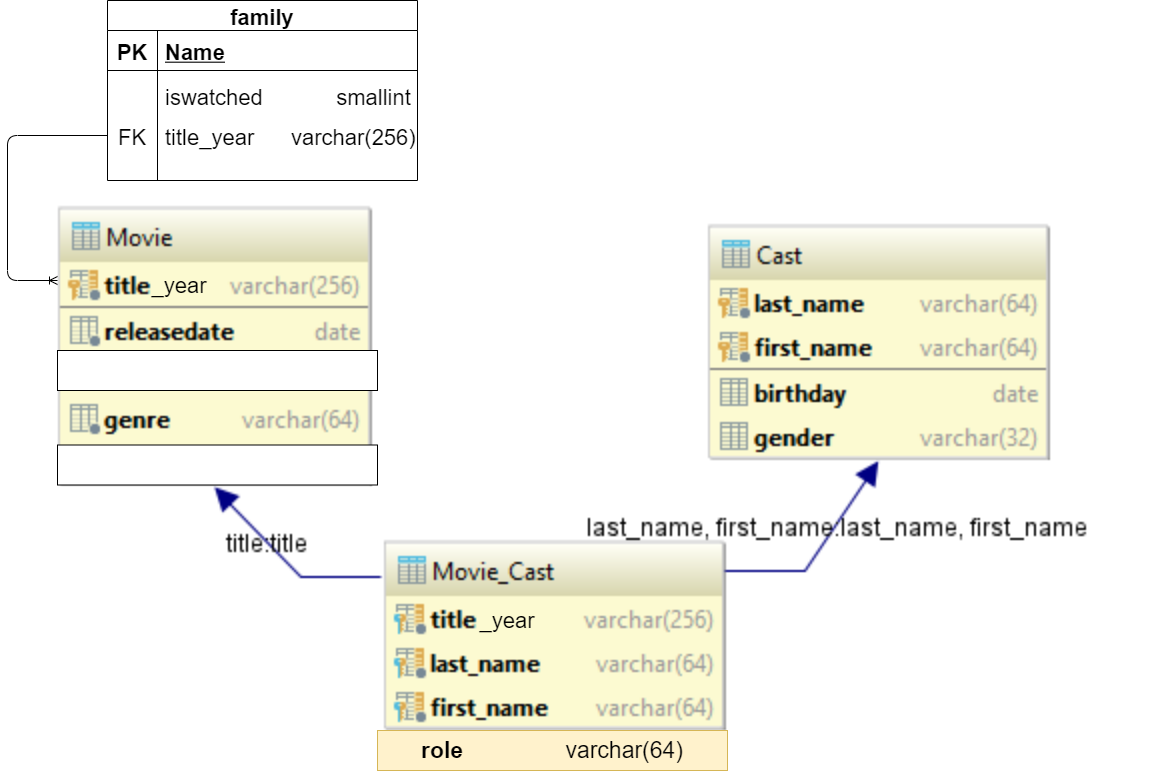 family
PK Name
iswatched smallint
FK title_year varchar(256)
Movie
title_year varchar(256)
releasedate date
genre varchar(64)
Cast
last_name varchar(64)
first_name varchar(64)
birthday date
gender varchar(32)
title:title
last_name, first_name:last_name, first_name
Movie_Cast
title_year varchar(256)
last_name varchar(64)
first_name varchar(64)
role varchar(64)